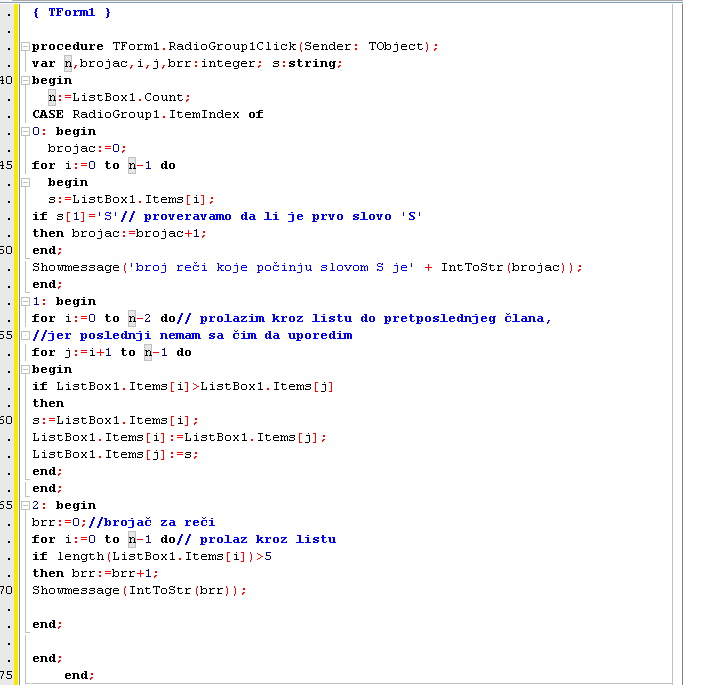 { TForm1 }
procedure TForm1.RadioGroup1Click(Sender: TObject);
var n,brojac,i,j,brr:integer; s:string;
40 begin
n:=ListBox1.Count;
CASE RadioGroup1.ItemIndex of
0: begin
brojac:=0;
45 for i:=0 to n-1 do
begin
s:=ListBox1.Items[i];
if s[1]='S'// proveravamo da li je prvo slovo 'S'
then brojac:=brojac+1;
50 end;
Showmessage('broj reči koje počinju slovom S je' + IntToStr(brojac));
end;
1: begin
for i:=0 to n-2 do// prolazim kroz listu do pretposlednjeg člana,
55 //jer poslednji nemam sa čim da uporedim
for j:=i+1 to n-1 do
begin
if ListBox1.Items[i]>ListBox1.Items[j]
then
60 s:=ListBox1.Items[i];
ListBox1.Items[i]:=ListBox1.Items[j];
ListBox1.Items[j]:=s;
end;
end;
65 2: begin
brr:=0;//brojač za reči
for i:=0 to n-1 do// prolaz kroz listu
if length(ListBox1.Items[i])>5
then brr:=brr+1;
70 Showmessage(IntToStr(brr));
end;
end;
75 end;